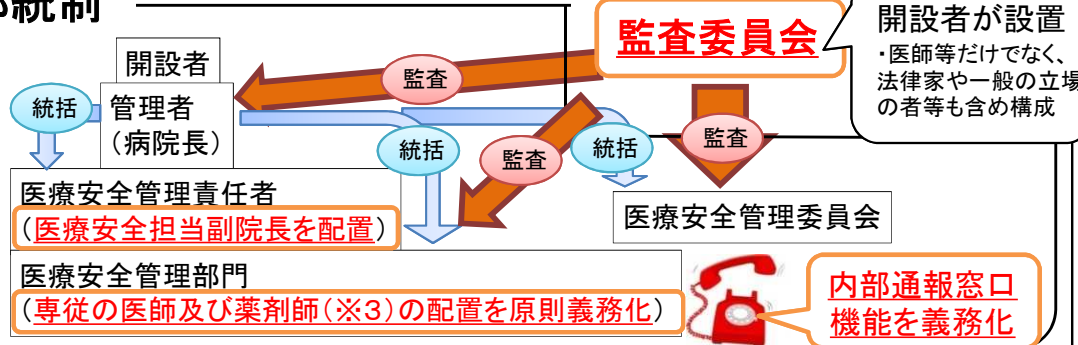 部統制
監査委員会
開設者が設置
・医師等だけでなく、
法律家や一般の立場
の者等も含め構成
開設者
監査
統括
管理者
(病院長)
統括
監査
統括
監査
医療安全管理責任者
(医療安全担当副院長を配置)
医療安全管理委員会
医療安全管理部門
(専従の医師及び薬剤師(※3)の配置を原則義務化)
内部通報窓口
機能を義務化